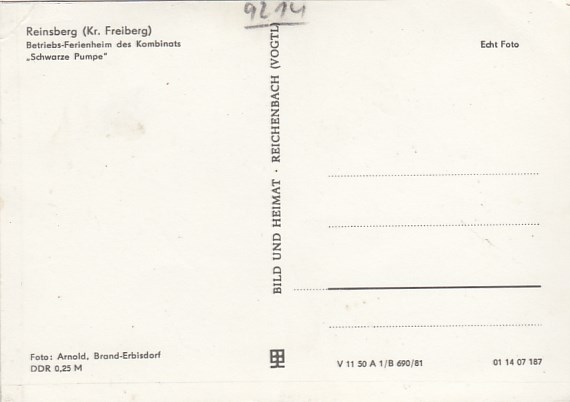 9214
Reinsberg (Kr. Freiberg)
Betriebs-Ferienheim des Kombinats
„Schwarze Pumpe"
Echt Foto
BILD UND HEIMAT · REICHENBACH (VOGTL)
Foto: Arnold, Brand-Erbisdorf
DDR 0,25 M
V 11 50 A 1/B 690/81
01 14 07 187